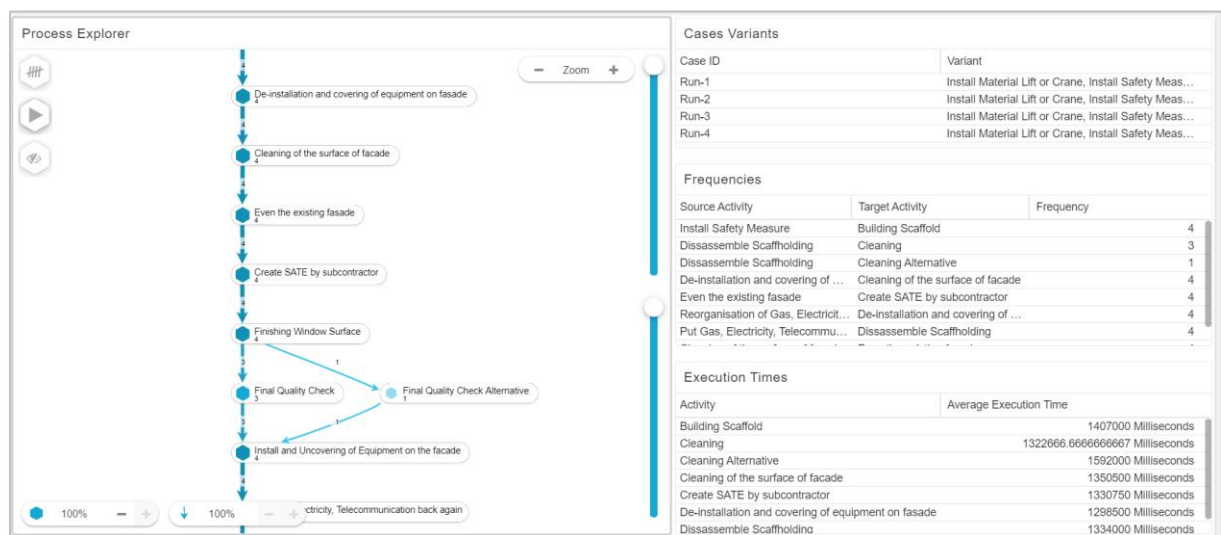 Process Explorer
Zoom
4
De-installation and covering of equipment on fasade
4
4
Cleaning of the surface of facade
4
4
Even the existing fasade
4
4
Create SATE by subcontractor
4
4
Finishing Window Surface
4
3
1
Final Quality Check
3
Final Quality Check Alternative
1
3
1
Install and Uncovering of Equipment on the facade
4
4
ctricity, Telecommunication back again
100%
100%
Cases Variants
Case ID Variant
Run-1 Install Material Lift or Crane, Install Safety Meas...
Run-2 Install Material Lift or Crane, Install Safety Meas...
Run-3 Install Material Lift or Crane, Install Safety Meas...
Run-4 Install Material Lift or Crane, Install Safety Meas...
Frequencies
Source Activity Target Activity Frequency
Install Safety Measure Building Scaffold 4
Dissassemble Scaffholding Cleaning 3
Dissassemble Scaffholding Cleaning Alternative 1
De-installation and covering of ... Cleaning of the surface of facade 4
Even the existing fasade Create SATE by subcontractor 4
Reorganisation of Gas, Electricit... De-installation and covering of ... 4
Put Gas, Electricity, Telecommu... Dissassemble Scaffholding 4
Execution Times
Activity Average Execution Time
Building Scaffold 1407000 Milliseconds
Cleaning 1322666.6666666667 Milliseconds
Cleaning Alternative 1592000 Milliseconds
Cleaning of the surface of facade 1350500 Milliseconds
Create SATE by subcontractor 1330750 Milliseconds
De-installation and covering of equipment on fasade 1298500 Milliseconds
Dissassemble Scaffholding 1334000 Milliseconds